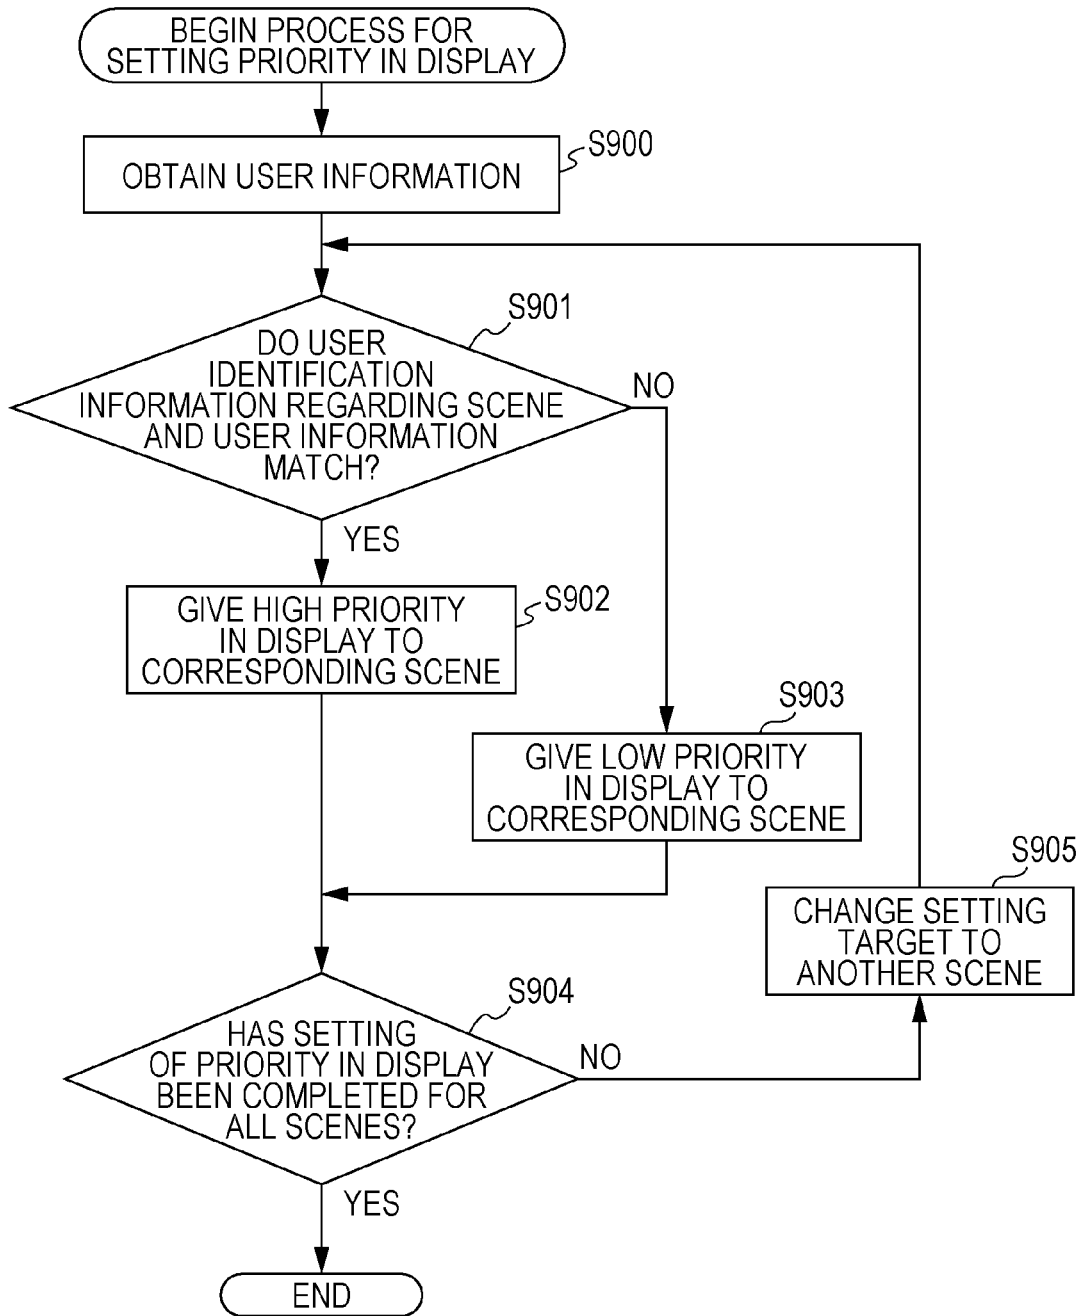 BEGIN PROCESS FOR
SETTING PRIORITY IN DISPLAY
S900
OBTAIN USER INFORMATION
S901
DO USER
IDENTIFICATION
INFORMATION REGARDING SCENE
AND USER INFORMATION
MATCH?
NO
YES
S902
GIVE HIGH PRIORITY
IN DISPLAY TO
CORRESPONDING SCENE
S903
GIVE LOW PRIORITY
IN DISPLAY TO
CORRESPONDING SCENE
S905
CHANGE SETTING
TARGET TO
ANOTHER SCENE
S904
HAS SETTING
OF PRIORITY IN DISPLAY
BEEN COMPLETED FOR
ALL SCENES?
NO
YES
END